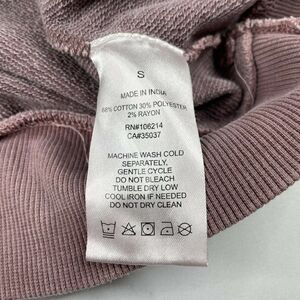 S
MADE IN INDIA
68% COTTON 30% POLYESTER
2% RAYON
RN#106214
CA#35037
MACHINE WASH COLD
SEPARATELY,
GENTLE CYCLE
DO NOT BLEACH
TUMBLE DRY LOW
COOL IRON IF NEEDED
DO NOT DRY CLEAN